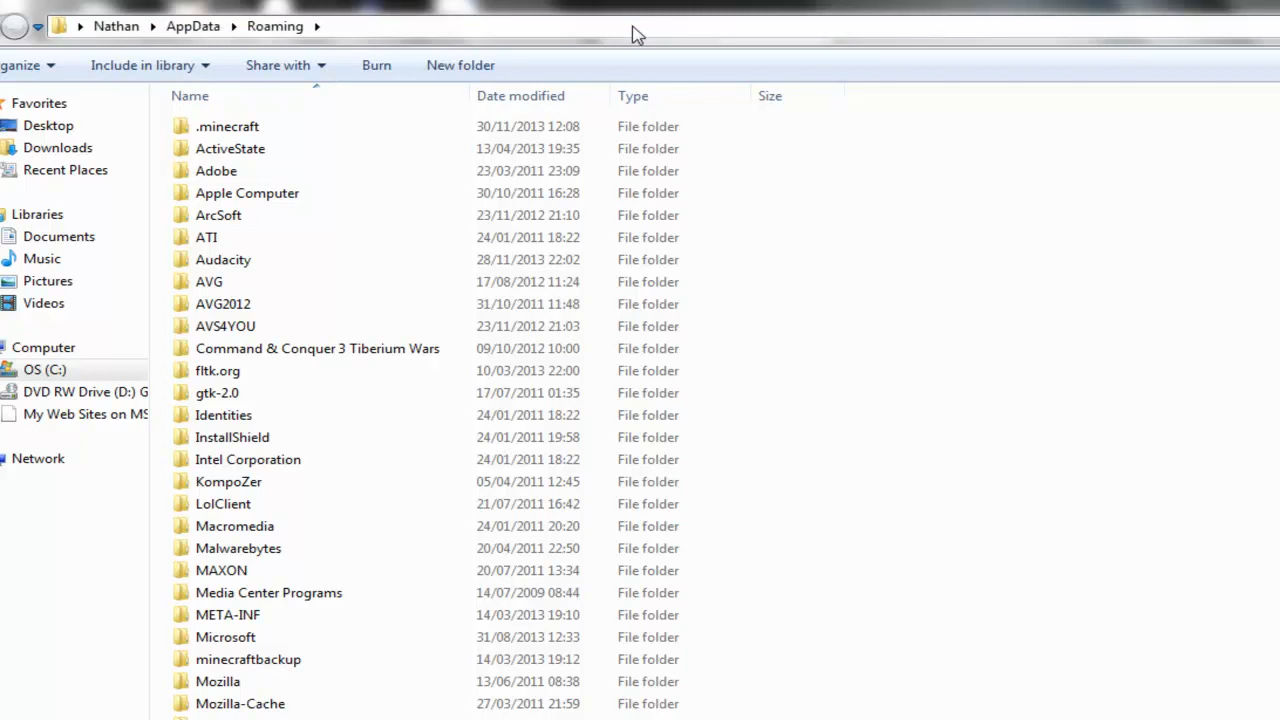 Nathan AppData Roaming
ganize Include in library Share with Burn New folder
Name Date modified Type Size
Favorites
Desktop
Downloads
Recent Places
Libraries
Documents
Music
Pictures
Videos
Computer
OS (C:)
DVD RW Drive (D:) G
My Web Sites on MS
Network
.minecraft 30/11/2013 12:08 File folder
ActiveState 13/04/2013 19:35 File folder
Adobe 23/03/2011 23:09 File folder
Apple Computer 30/10/2011 16:28 File folder
ArcSoft 23/11/2012 21:10 File folder
ATI 24/01/2011 18:22 File folder
Audacity 28/11/2013 22:02 File folder
AVG 17/08/2012 11:24 File folder
AVG2012 31/10/2011 11:48 File folder
AVS4YOU 23/11/2012 21:03 File folder
Command & Conquer 3 Tiberium Wars 09/10/2012 10:00 File folder
fltk.org 10/03/2013 22:00 File folder
gtk-2.0 17/07/2011 01:35 File folder
Identities 24/01/2011 18:22 File folder
InstallShield 24/01/2011 19:58 File folder
Intel Corporation 24/01/2011 18:22 File folder
KompoZer 05/04/2011 12:45 File folder
LolClient 21/07/2011 16:42 File folder
Macromedia 24/01/2011 20:20 File folder
Malwarebytes 20/04/2011 22:50 File folder
MAXON 20/07/2011 13:34 File folder
Media Center Programs 14/07/2009 08:44 File folder
META-INF 14/03/2013 19:10 File folder
Microsoft 31/08/2013 12:33 File folder
minecraftbackup 14/03/2013 19:12 File folder
Mozilla 13/06/2011 08:38 File folder
Mozilla-Cache 27/03/2011 21:59 File folder